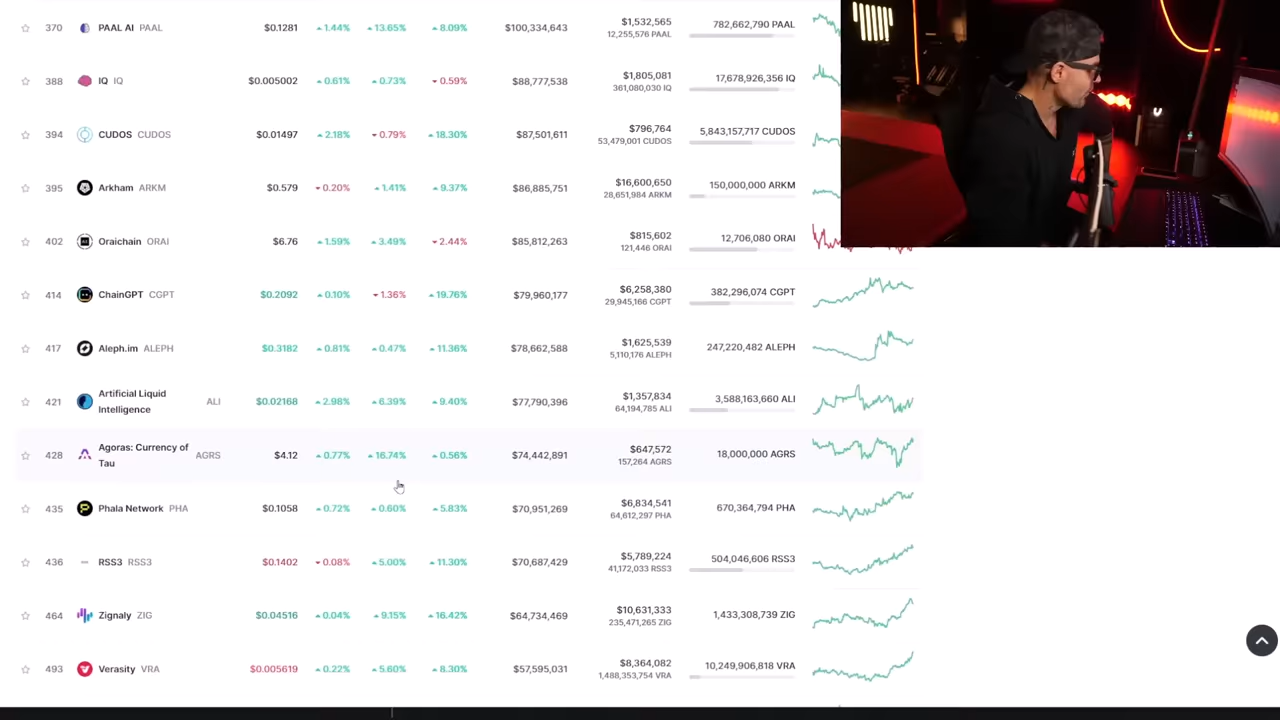 370 PAAL AI PAAL $0.1281 1.44% 13.65% 8.09% $100,334,643 $1,532,565 782,662,790 PAAL
12,255,576 PAAL
388 IQ IQ $0.005002 0.61% 0.73% 0.59% $88,777,538 $1,805,081 17,678,926,356 IQ
361,080,030 IQ
394 CUDOS CUDOS $0.01497 2.18% 0.79% 18.30% $87,501,611 $796,764 5,843,157,717 CUDOS
53,479,001 CUDOS
395 Arkham ARKM $0.579 0.20% 1.41% 9.37% $86,885,751 $16,600,650 150,000,000 ARKM
28,651,984 ARKM
402 Oraichain ORAI $6.76 1.59% 3.49% 2.44% $85,812,263 $815,602 12,706,080 ORAI
121,446 ORAI
414 ChainGPT CGPT $0.2092 0.10% 1.36% 19.76% $79,960,177 $6,258,380 382,296,074 CGPT
29,945,166 CGPT
417 Aleph.im ALEPH $0.3182 0.81% 0.47% 11.36% $78,662,588 $1,625,539 247,220,482 ALEPH
5,110,176 ALEPH
421 Artificial Liquid Intelligence ALI $0.02168 2.98% 6.39% 9.40% $77,790,396 $1,357,834 3,588,163,660 ALI
64,194,785 ALI
428 Agoras: Currency of Tau AGRS $4.12 0.77% 16.74% 0.56% $74,442,891 $647,572 18,000,000 AGRS
157,264 AGRS
435 Phala Network PHA $0.1058 0.72% 0.60% 5.83% $70,951,269 $6,834,541 670,364,794 PHA
64,612,297 PHA
436 RSS3 RSS3 $0.1402 0.08% 5.00% 11.30% $70,687,429 $5,789,224 504,046,606 RSS3
41,172,033 RSS3
464 Zignaly ZIG $0.04516 0.04% 9.15% 16.42% $64,734,469 $10,631,333 1,433,308,739 ZIG
235,471,265 ZIG
493 Verasity VRA $0.005619 0.22% 5.60% 8.30% $57,595,031 $8,364,082 10,249,906,818 VRA
1,488,353,754 VRA